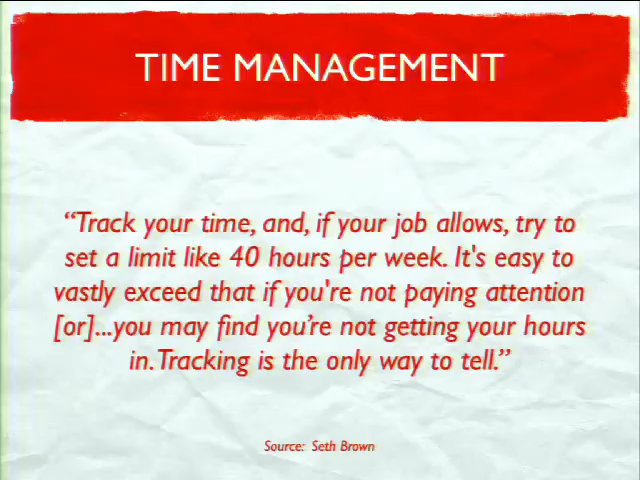 TIME MANAGEMENT
“Track your time, and, if your job allows, try to
set a limit like 40 hours per week. It's easy to
vastly exceed that if you're not paying attention
[or]...you may find you’re not getting your hours
in. Tracking is the only way to tell.”
Source: Seth Brown